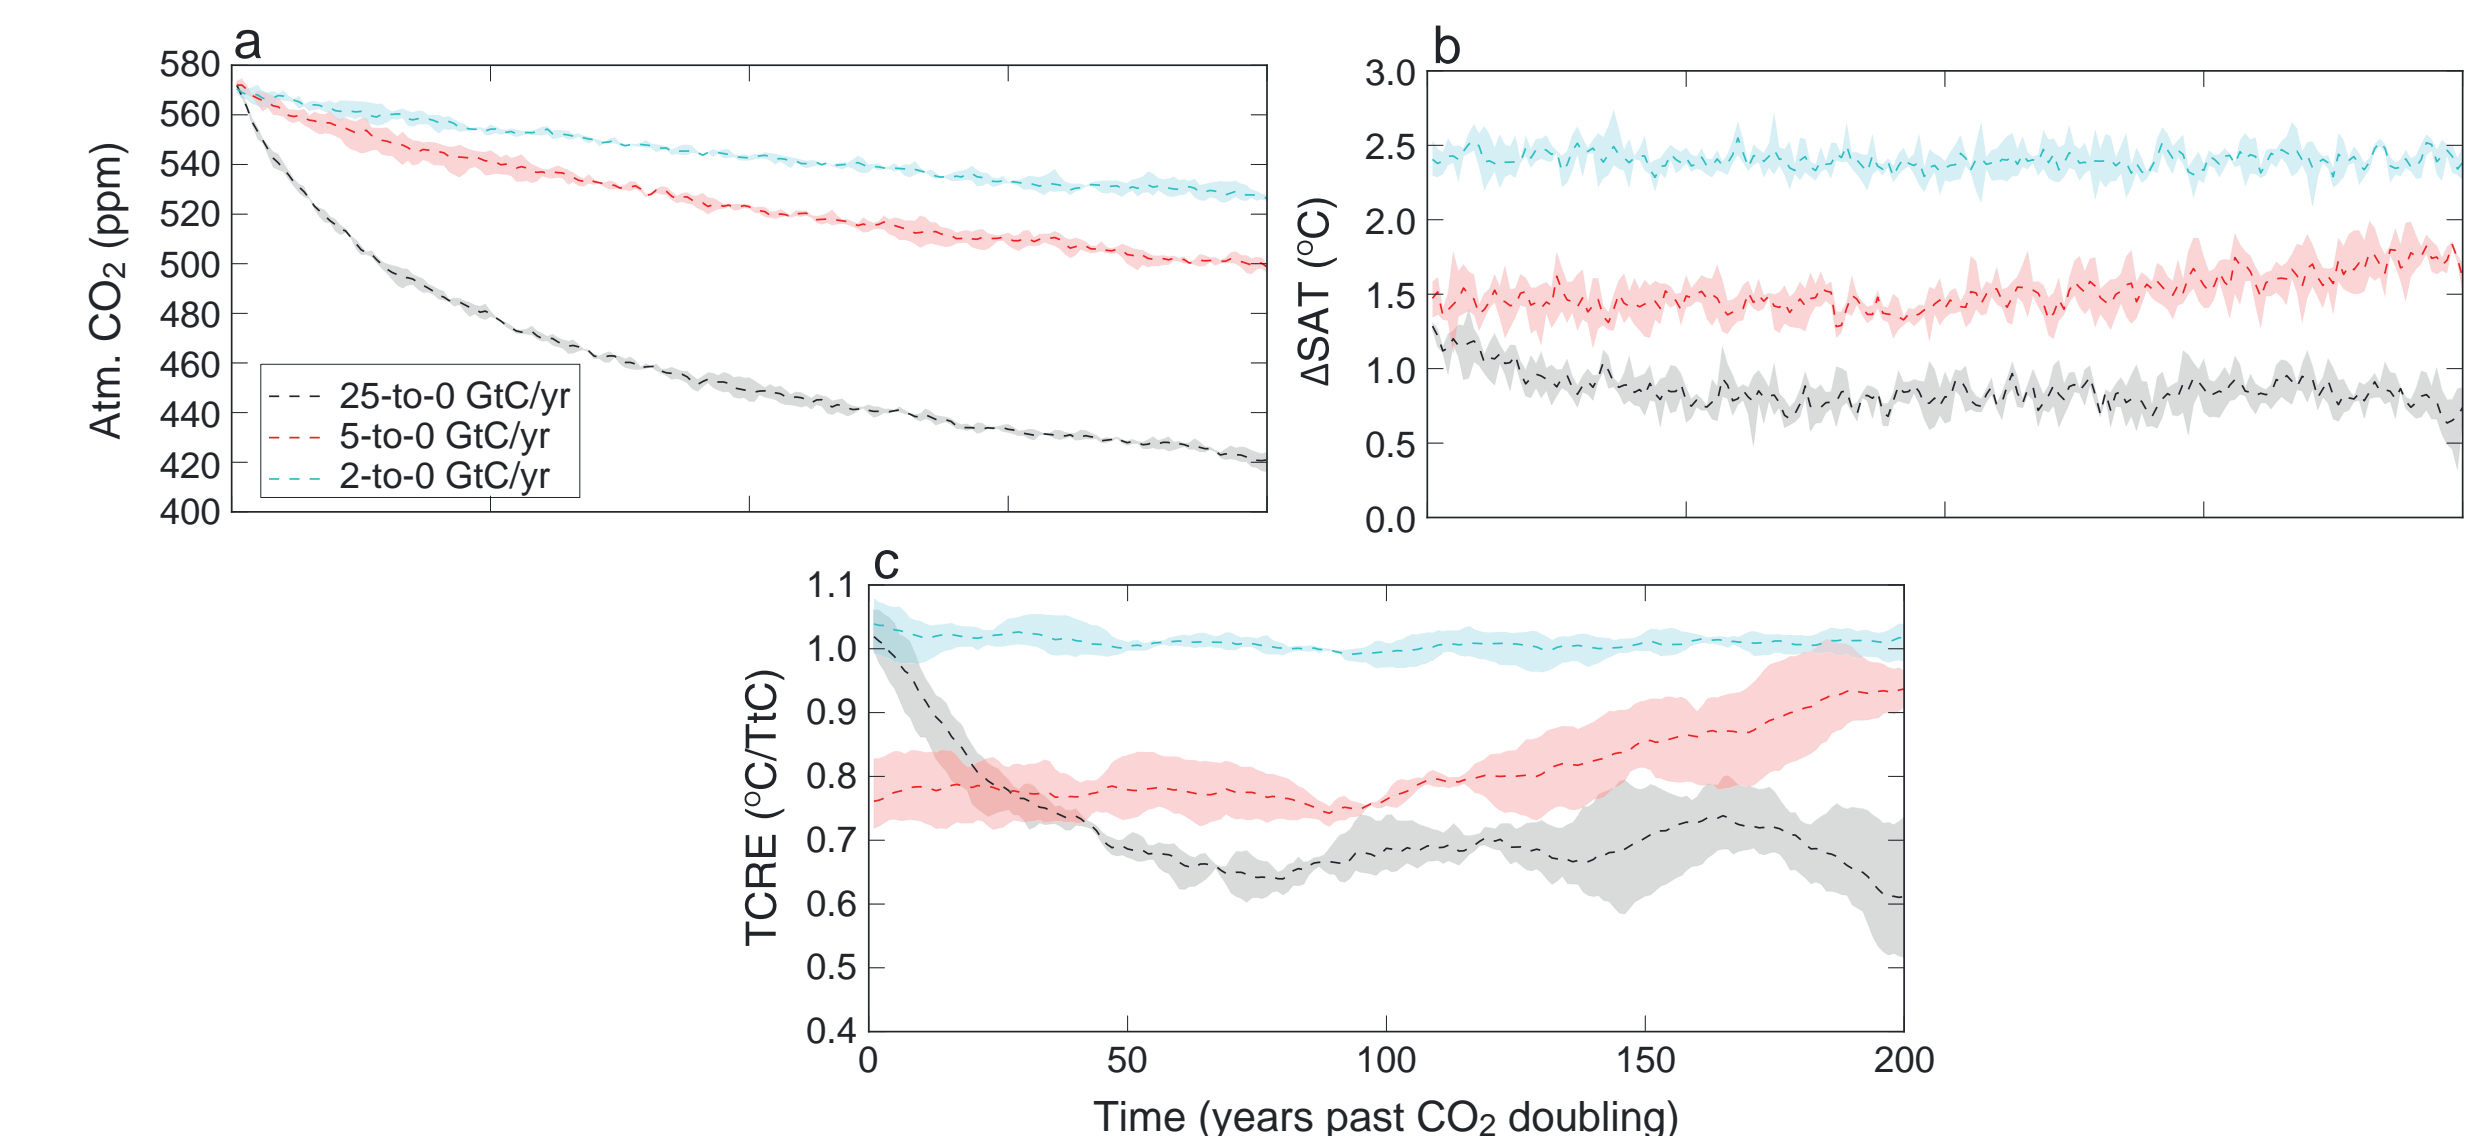 a
580
560
540
520
500
480
460
440
420
400
Atm. CO2 (ppm)
25-to-0 GtC/yr
5-to-0 GtC/yr
2-to-0 GtC/yr
b
3.0
2.5
2.0
1.5
1.0
0.5
0.0
ΔSAT (oC)
c
1.1
1.0
0.9
0.8
0.7
0.6
0.5
0.4
TCRE (oC/TtC)
0 50 100 150 200
Time (years past CO2 doubling)